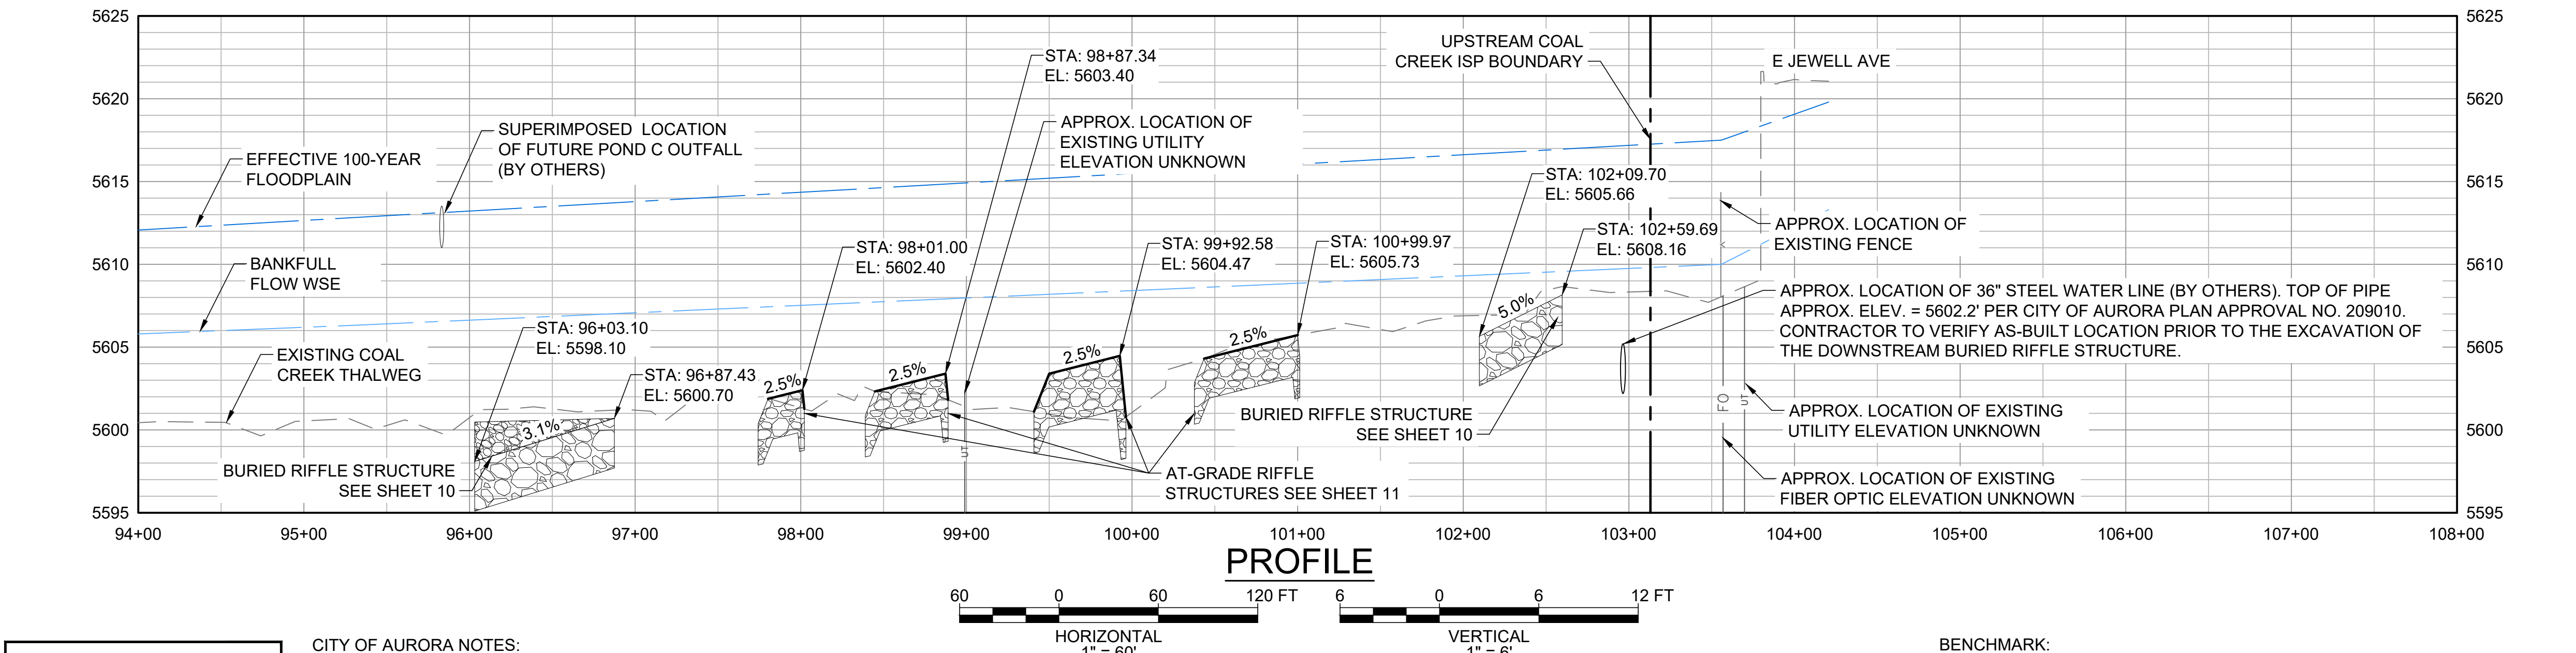 5625
5620
5615
5610
5605
5600
5595
5625
5620
5615
5610
5605
5600
5595
EFFECTIVE 100-YEAR
FLOODPLAIN
SUPERIMPOSED LOCATION
OF FUTURE POND C OUTFALL
(BY OTHERS)
STA: 98+87.34
EL: 5603.40
APPROX. LOCATION OF
EXISTING UTILITY
ELEVATION UNKNOWN
UPSTREAM COAL
CREEK ISP BOUNDARY
E JEWELL AVE
STA: 102+09.70
EL: 5605.66
STA: 102+59.69
EL: 5608.16
APPROX. LOCATION OF
EXISTING FENCE
BANKFULL
FLOW WSE
STA: 98+01.00
EL: 5602.40
STA: 99+92.58
EL: 5604.47
STA: 100+99.97
EL: 5605.73
APPROX. LOCATION OF 36" STEEL WATER LINE (BY OTHERS). TOP OF PIPE
APPROX. ELEV. = 5602.2' PER CITY OF AURORA PLAN APPROVAL NO. 209010.
CONTRACTOR TO VERIFY AS-BUILT LOCATION PRIOR TO THE EXCAVATION OF
THE DOWNSTREAM BURIED RIFFLE STRUCTURE.
STA: 96+03.10
EL: 5598.10
EXISTING COAL
CREEK THALWEG
STA: 96+87.43
EL: 5600.70
3.1%
2.5%
2.5%
2.5%
2.5%
5.0%
BURIED RIFFLE STRUCTURE
SEE SHEET 10
BURIED RIFFLE STRUCTURE
SEE SHEET 10
AT-GRADE RIFFLE
STRUCTURES SEE SHEET 11
UT
FO
UT
APPROX. LOCATION OF EXISTING
UTILITY ELEVATION UNKNOWN
APPROX. LOCATION OF EXISTING
FIBER OPTIC ELEVATION UNKNOWN
94+00 95+00 96+00 97+00 98+00 99+00 100+00 101+00 102+00 103+00 104+00 105+00 106+00 107+00 108+00
PROFILE
60 0 60 120 FT
HORIZONTAL
1" = 60'
6 0 6 12 FT
VERTICAL
1" = 6'
CITY OF AURORA NOTES:
BENCHMARK: